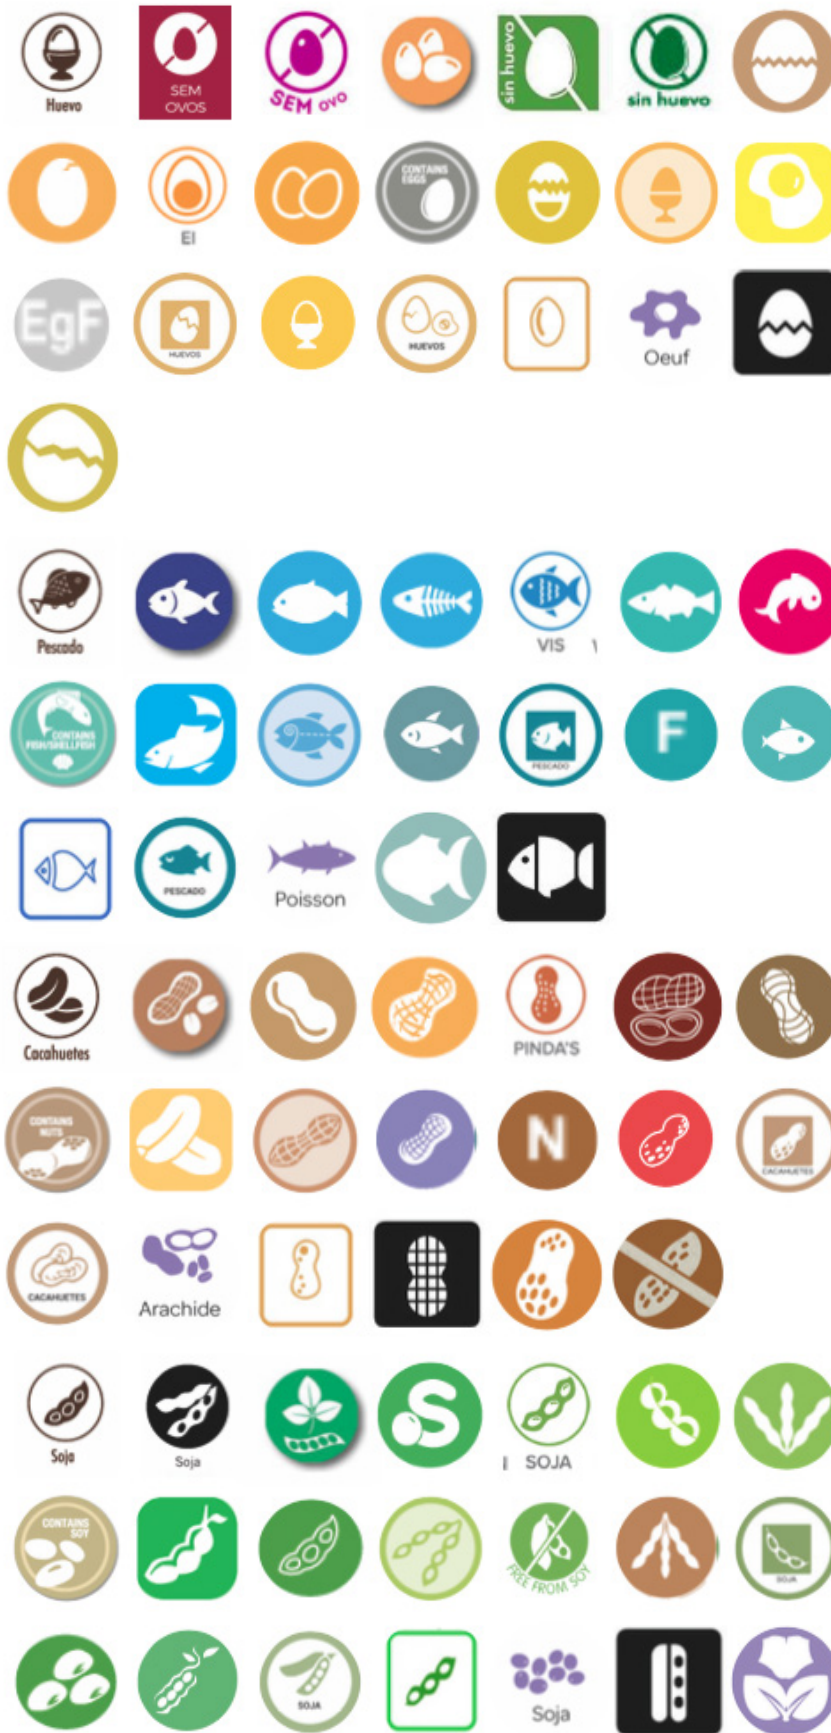 Huevo
SEM
OVOS
SEM OVO
sin huevo
sin huevo
EI
CONTAINS
EGGS
EgF
HUEVOS
HUEVOS
Oeuf
Pescado
VIS
CONTAINS
FISH/SHELLFISH
PESCADO
F
PESCADO
Poisson
Cacahuetes
PINDA'S
CONTAINS
NUTS
N
CACAHUETES
CACAHUETES
Arachide
Soja
Soja
S
SOJA
CONTAINS
SOY
FREE FROM SOY
SOJA
SOJA
Soja